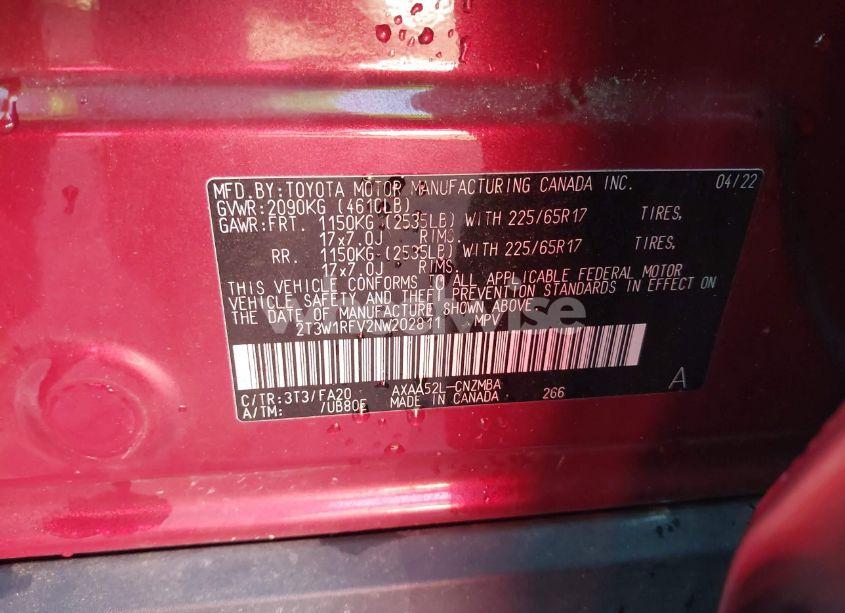 MFD.BY:TOYOTA MOTOR MANUFACTURING CANADA INC. 04/22
GVWR:2090KG (4610LB)
GAWR:FRT. 1150KG (2535LB) WITH 225/65R17 TIRES,
17x7.0J RIMS.
RR. 1150KG (2535LB) WITH 225/65R17 TIRES,
17x7.0J RIMS.
THIS VEHICLE CONFORMS TO ALL APPLICABLE FEDERAL MOTOR
VEHICLE SAFETY AND THEFT PREVENTION STANDARDS IN EFFECT ON
THE DATE OF MANUFACTURE SHOWN ABOVE.
2T3W1RFV2NW202811 MPV
C/TR:3T3/FA20 AXAA52L-CNZMBA 266 A
A/TM: /UB80F MADE IN CANADA